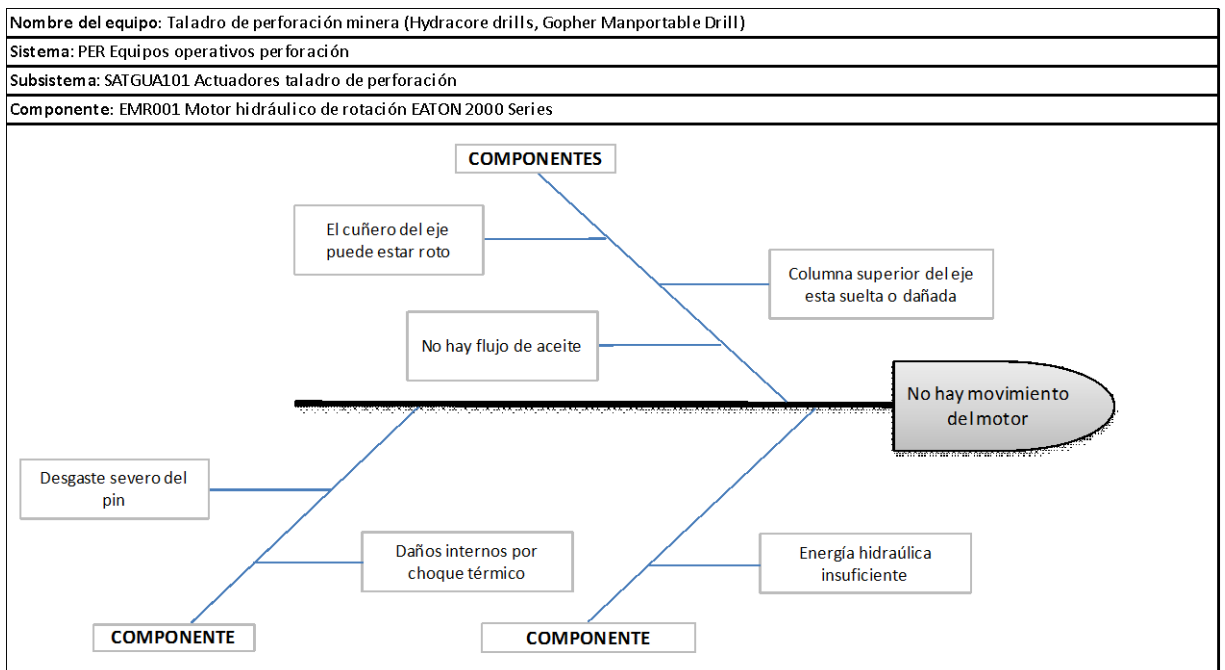 Nombre del equipo: Taladro de perforación minera (Hydracore drills, Gopher Manportable Drill)
Sistema: PER Equipos operativos perforación
Subsistema: SATGUA101 Actuadores taladro de perforación
Componente: EMR001 Motor hidráulico de rotación EATON 2000 Series
COMPONENTES
El cuñero del eje
puede estar roto
Columna superior del eje
esta suelta o dañada
No hay flujo de aceite
No hay movimiento
del motor
Desgaste severo del
pin
Daños internos por
choque térmico
Energía hidraúlica
insuficiente
COMPONENTE
COMPONENTE